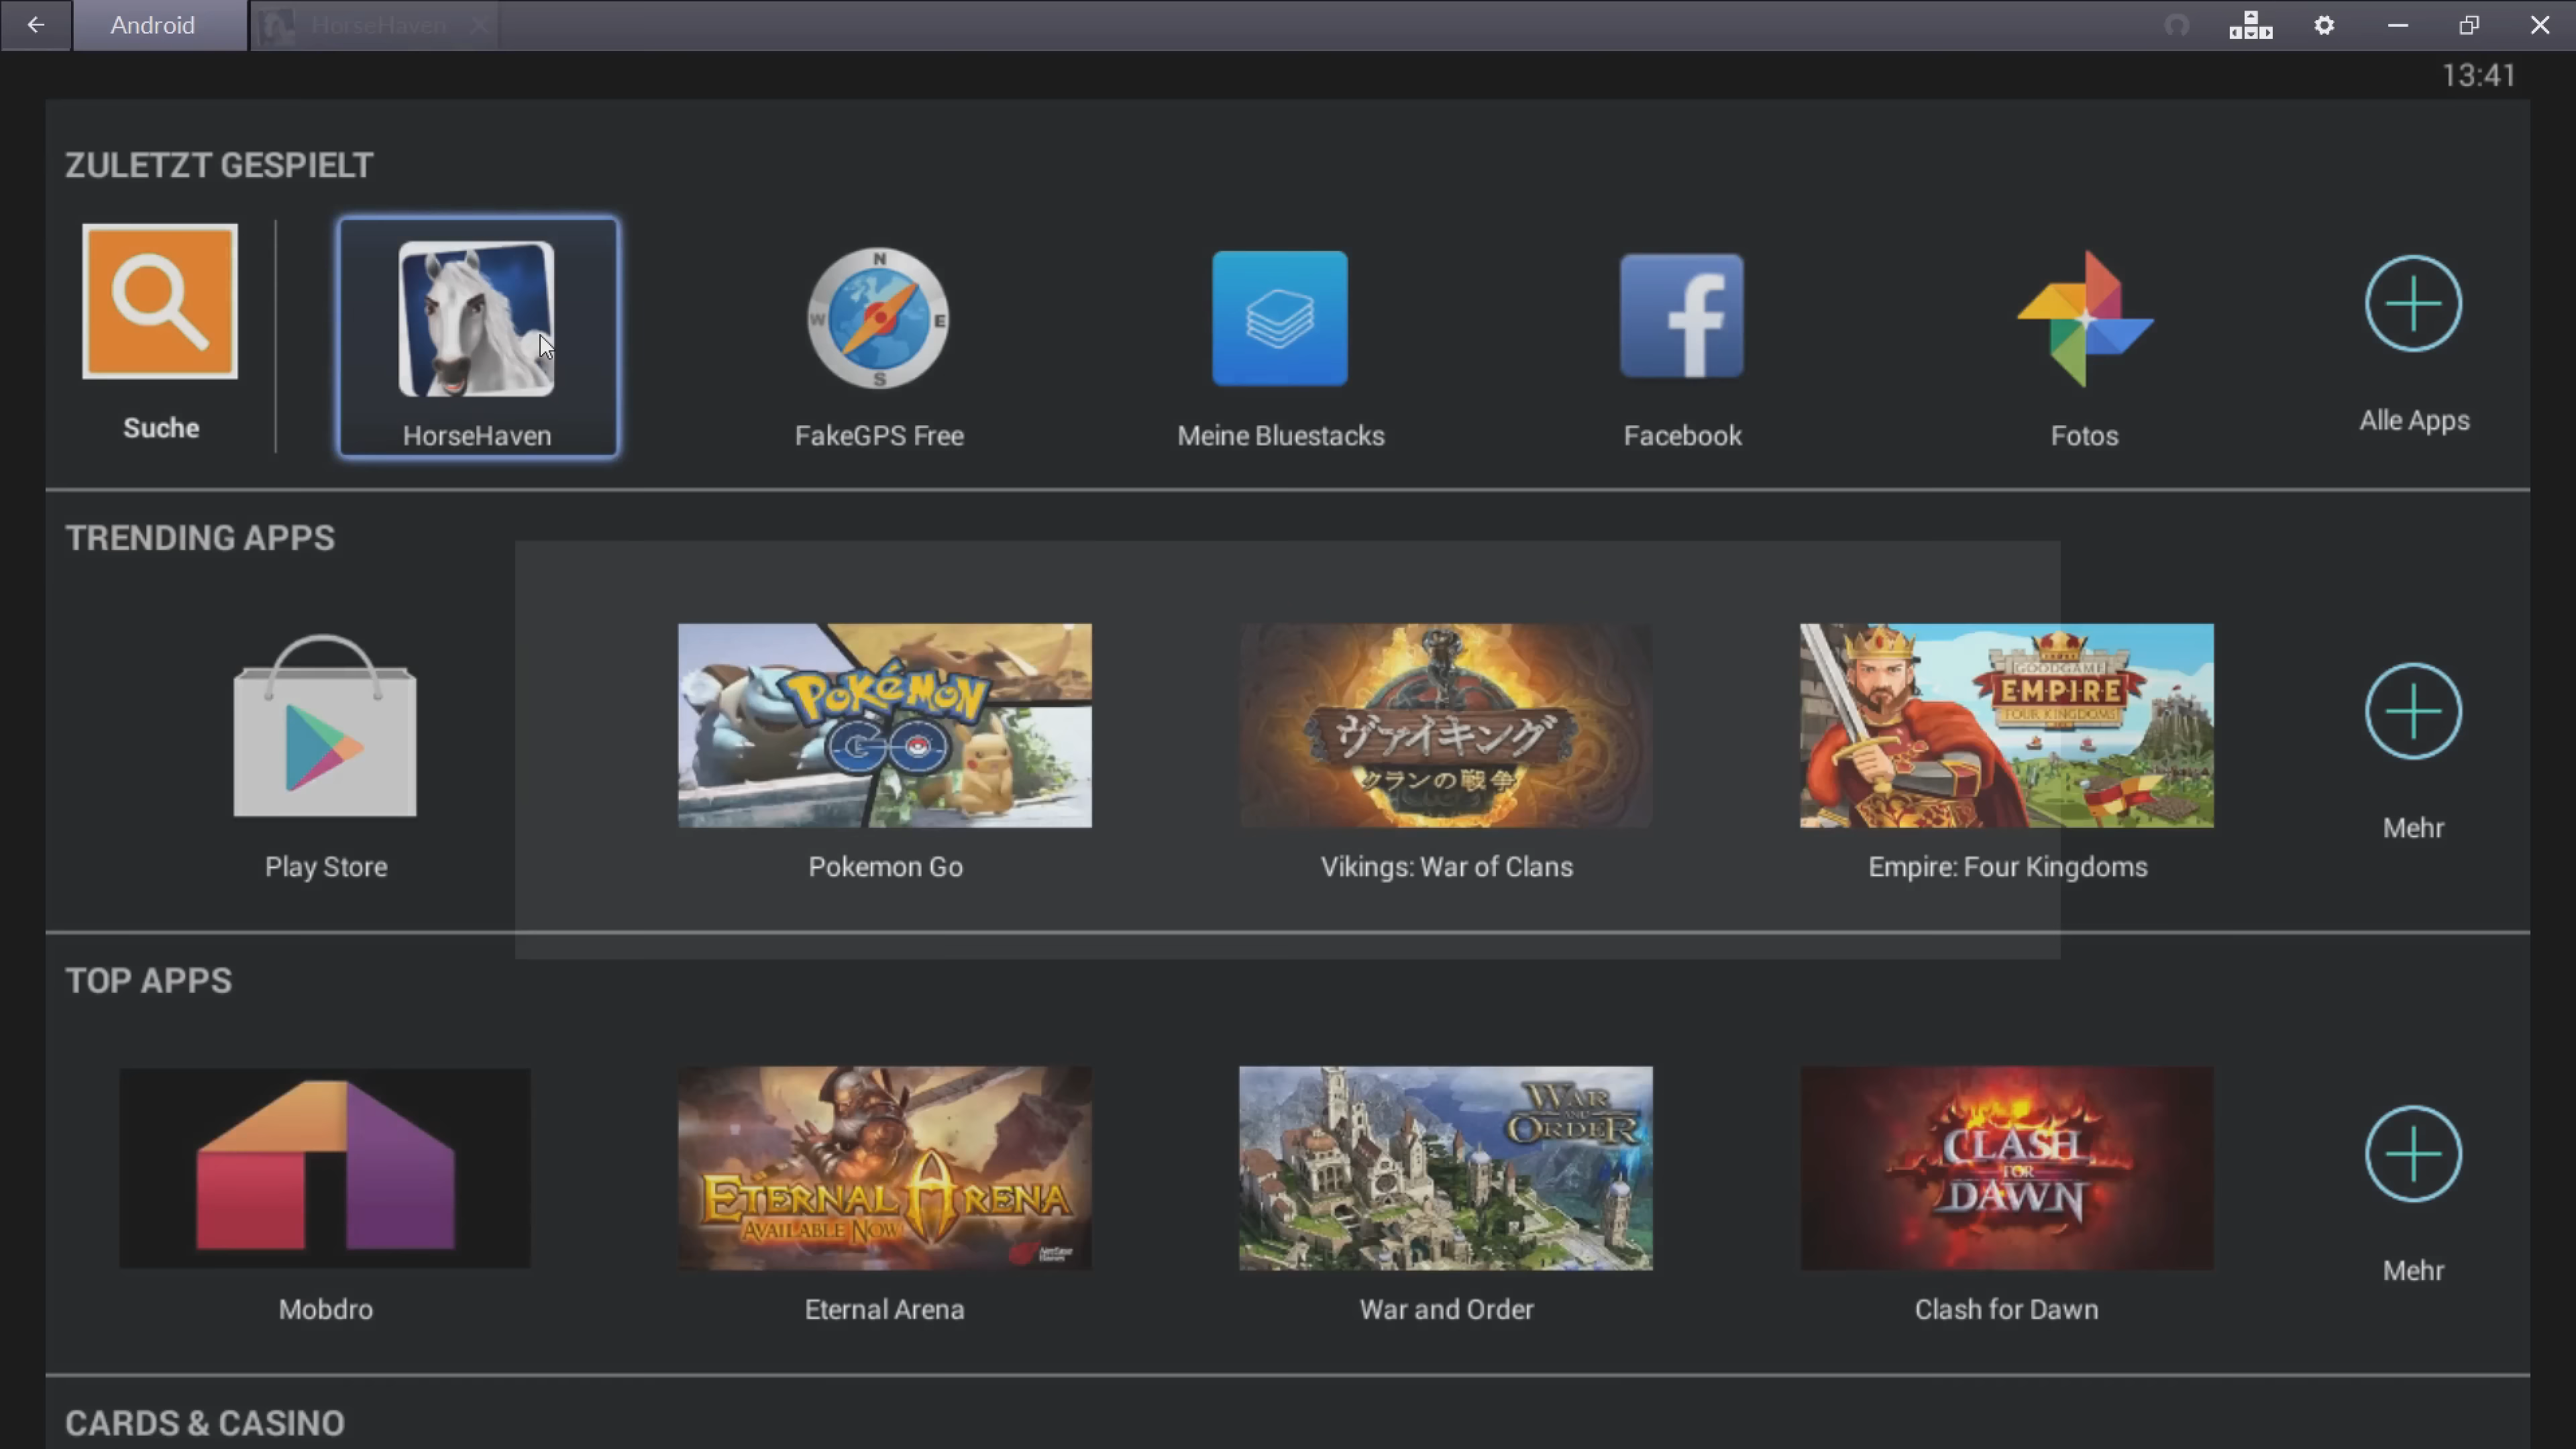 Android
HorseHaven
13:41
ZULETZT GESPIELT
N
W
E
S
Suche
HorseHaven
FakeGPS Free
Meine Bluestacks
Facebook
Fotos
Alle Apps
TRENDING APPS
POKéMON
GO
ヴァイキング
クランの戦争
GOODGAME
EMPIRE
FOUR KINGDOMS
Play Store
Pokemon Go
Vikings: War of Clans
Empire: Four Kingdoms
Mehr
TOP APPS
ETERNAL ARENA
AVAILABLE NOW
WAR
AND
ORDER
CLASH
FOR
DAWN
Mobdro
Eternal Arena
War and Order
Clash for Dawn
Mehr
CARDS & CASINO